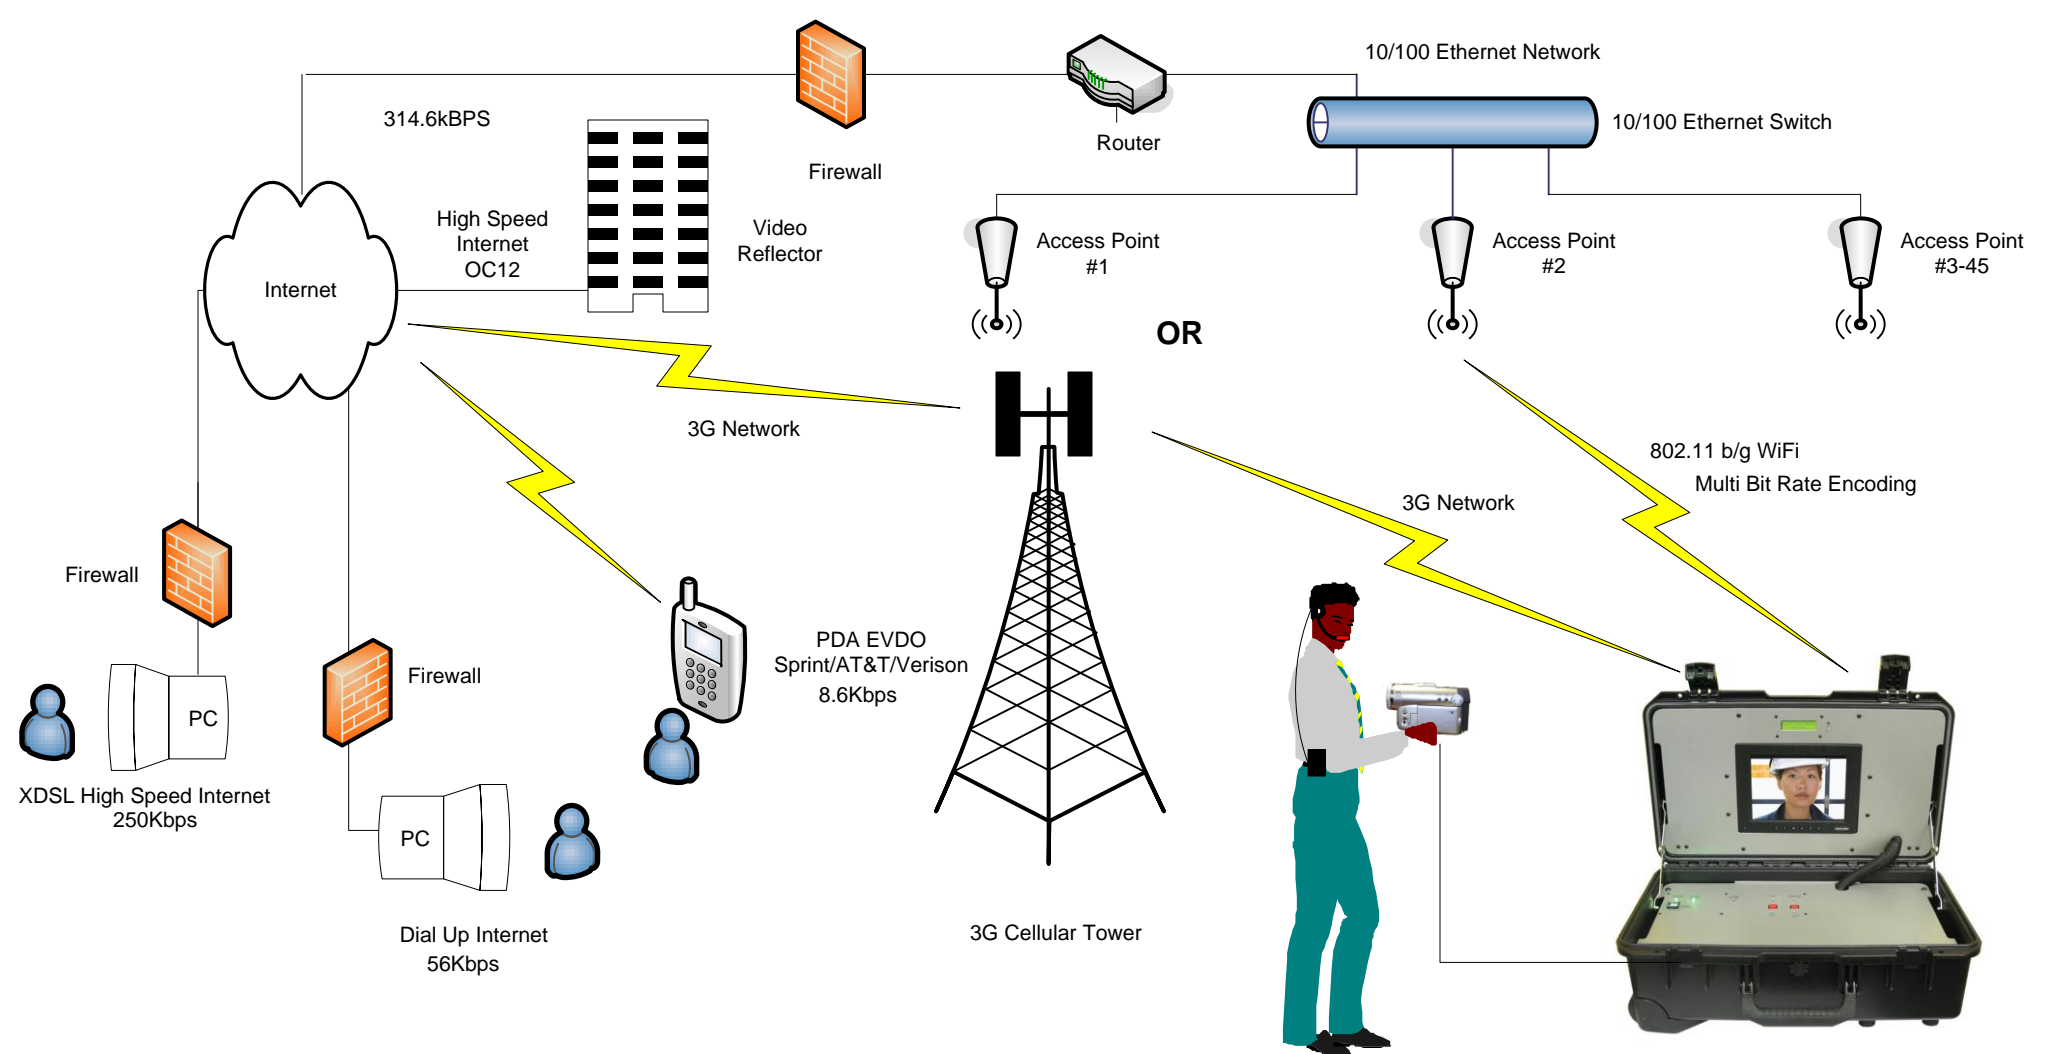 10/100 Ethernet Network
314.6kBPS
10/100 Ethernet Switch
Router
Firewall
High Speed
Internet
OC12
Video
Reflector
Access Point
#1
Access Point
#2
Access Point
#3-45
Internet
OR
3G Network
802.11 b/g WiFi
Multi Bit Rate Encoding
3G Network
Firewall
PDA EVDO
Sprint/AT&T/Verison
8.6Kbps
Firewall
PC
XDSL High Speed Internet
250Kbps
PC
Dial Up Internet
56Kbps
3G Cellular Tower